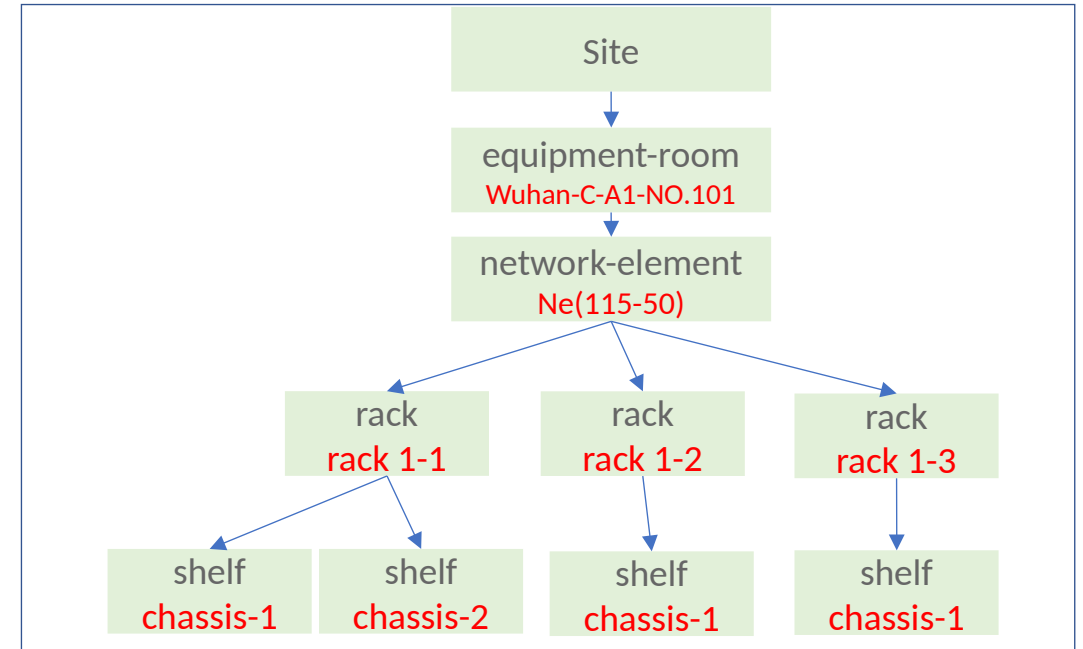 Site
equipment-room
Wuhan-C-A1-NO.101
network-element
Ne(115-50)
rack
rack 1-1
rack
rack 1-2
rack
rack 1-3
shelf
chassis-1
shelf
chassis-2
shelf
chassis-1
shelf
chassis-1